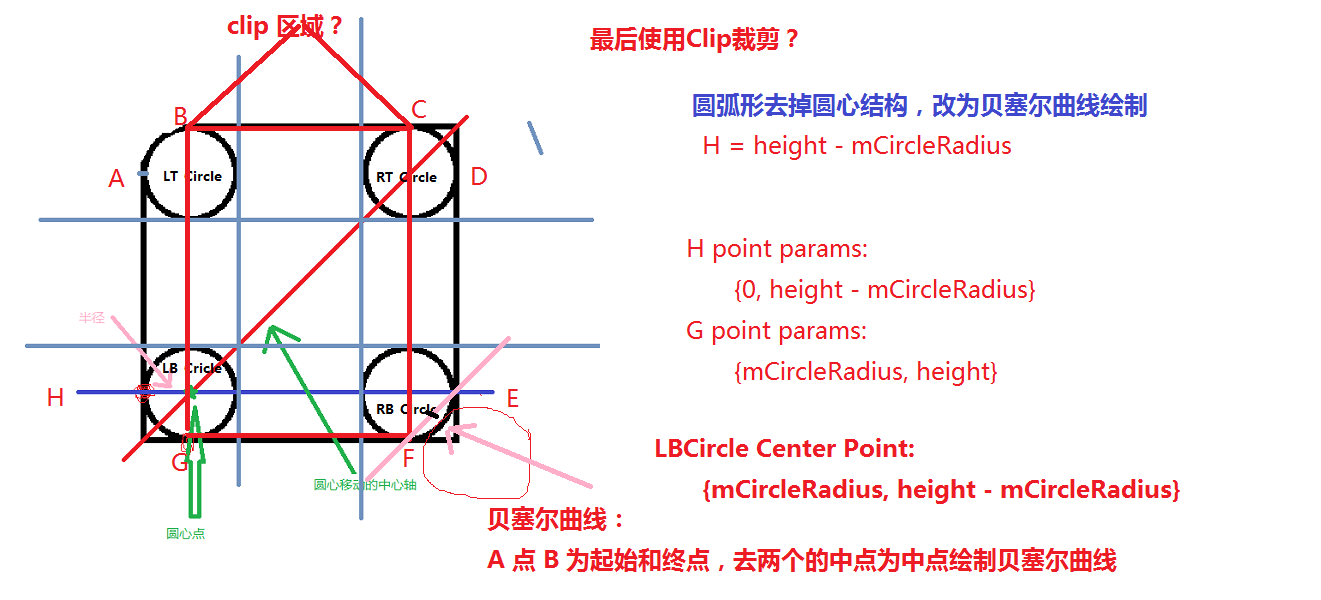 clip 区域？
最后使用Clip裁剪？
圆弧形去掉圆心结构，改为贝塞尔曲线绘制
H = height - mCircleRadius
B
C
A
LT Circle
RT Circle
D
H point params:
{0, height - mCircleRadius}
半径
G point params:
LB Cricle
{mCircleRadius, height}
H
RB Circle
E
LBCircle Center Point:
G
F
圆心移动的中心轴
{mCircleRadius, height - mCircleRadius}
圆心点
贝塞尔曲线：
A 点 B 为起始和终点，去两个的中点为中点绘制贝塞尔曲线